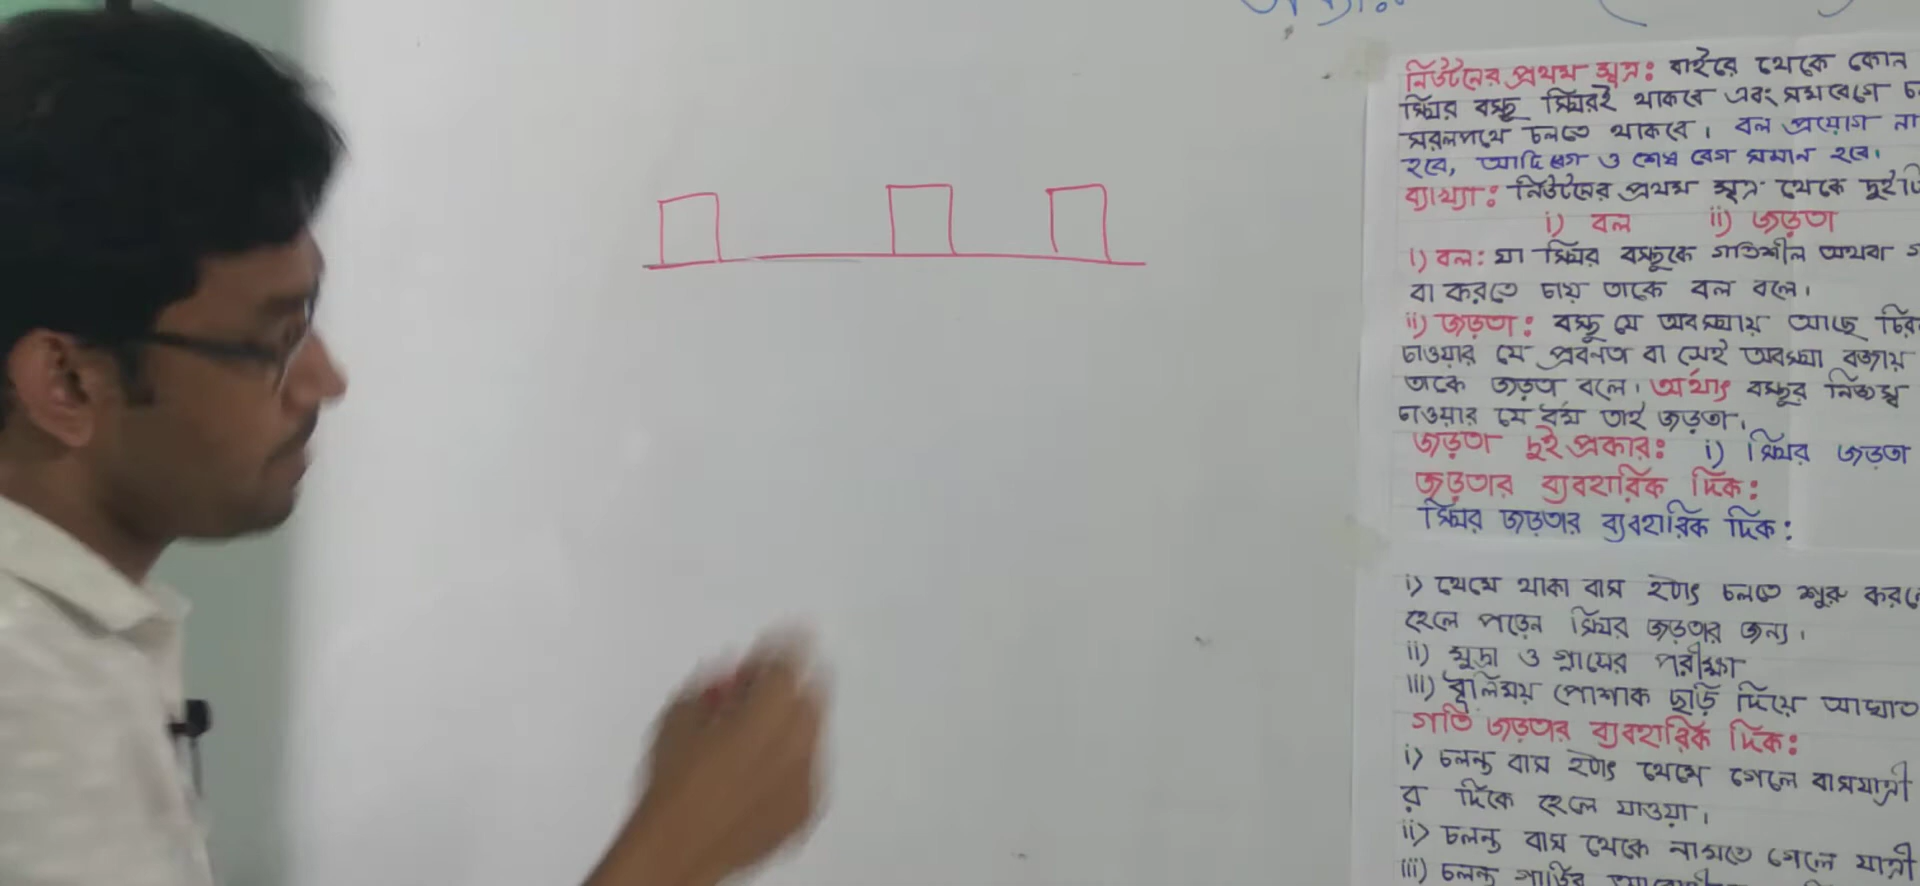 নিউটনের প্রথম সূত্র: বাইরে থেকে কোন
স্থির বস্তু স্থিরই থাকবে এবং সমবেগে চ
সরলপথে চলতে থাকবে। বল প্রয়োগ না
হবে, আদিবেগ ও শেষ বেগ সমান হবে।
ব্যাখ্যা: নিউটনের প্রথম সূত্র থেকে দুইটি
i) বল ii) জড়তা
i) বল: যা স্থির বস্তুকে গতিশীল অথবা গ
বা করতে চায় তাকে বল বলে।
ii) জড়তা: বস্তু যে অবস্থায় আছে চির
চাওয়ার যে প্রবনতা বা সেই অবস্থা বজায়
তাকে জড়তা বলে। অর্থাৎ বস্তুর নিজস্ব
চাওয়ার যে ধর্ম তাই জড়তা।
জড়তা দুই প্রকার: i) স্থির জড়তা
জড়তার ব্যবহারিক দিক:
স্থির জড়তার ব্যবহারিক দিক:
i) থেমে থাকা বাস হঠাৎ চলতে শুরু করলে
হেলে পড়েন স্থির জড়তার জন্য।
ii) মুদ্রা ও গ্লাসের পরীক্ষা
iii) ধূলিময় পোশাক ছড়ি দিয়ে আঘাত
গতি জড়তার ব্যবহারিক দিক:
i) চলন্ত বাস হঠাৎ থেমে গেলে বাসযাত্রী
র দিকে হেলে যাওয়া।
ii) চলন্ত বাস থেকে নামতে গেলে যাত্রী
iii) চলন্ত গাড়ির